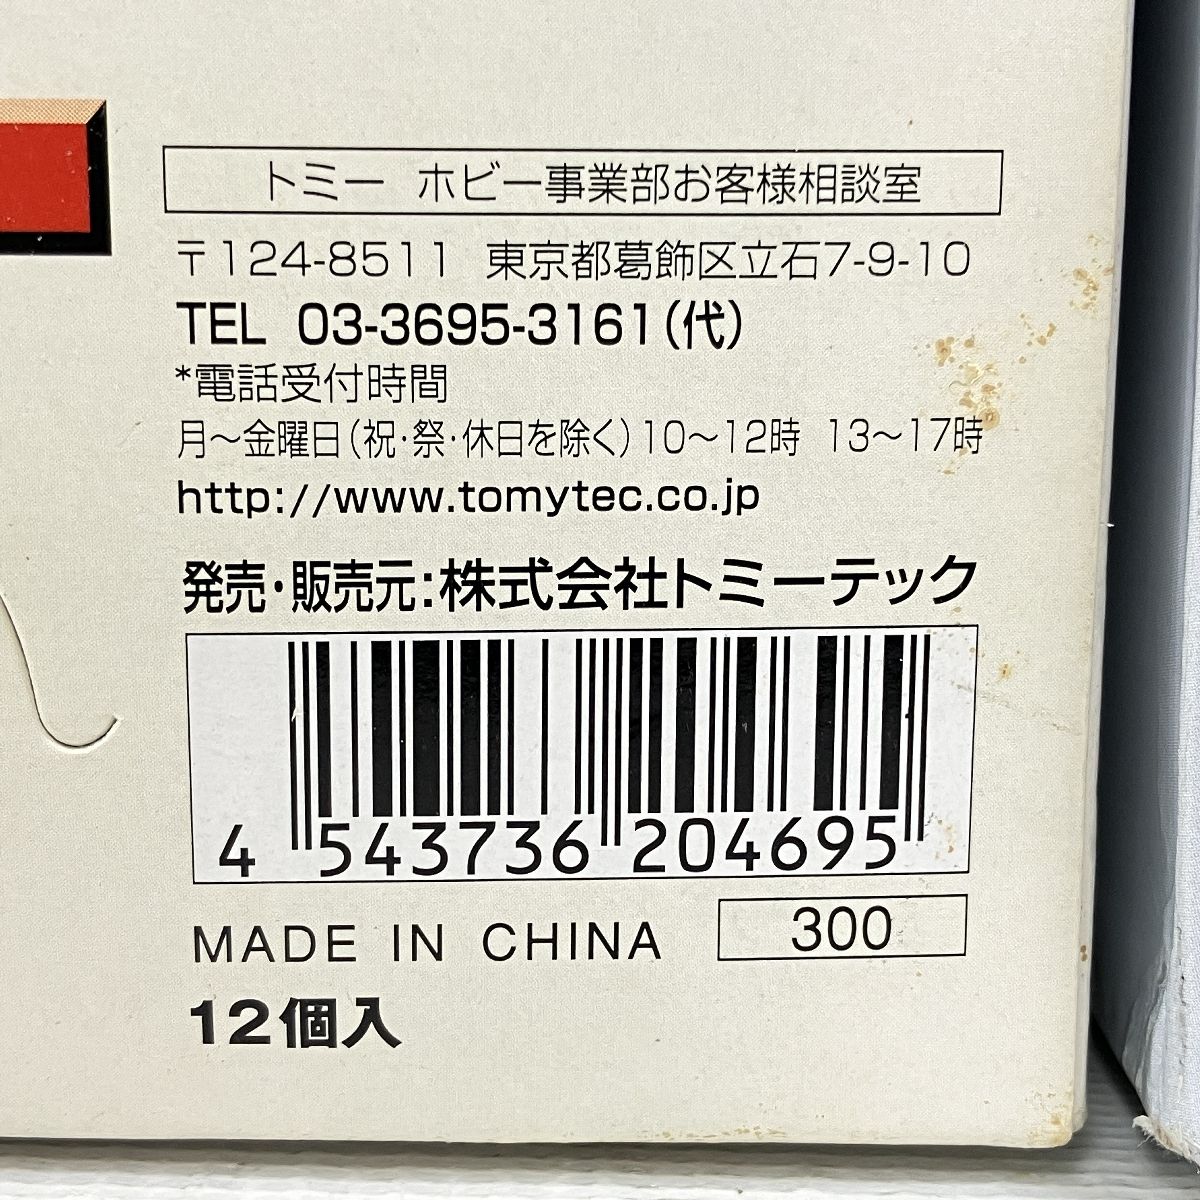 トミー ホビー事業部お客様相談室
〒124-8511 東京都葛飾区立石7-9-10
TEL 03-3695-3161(代)
*電話受付時間
月〜金曜日(祝・祭・休日を除く)10〜12時 13〜17時
http://www.tomytec.co.jp
発売・販売元:株式会社トミーテック
4 543736 204695
MADE IN CHINA 300
12個入